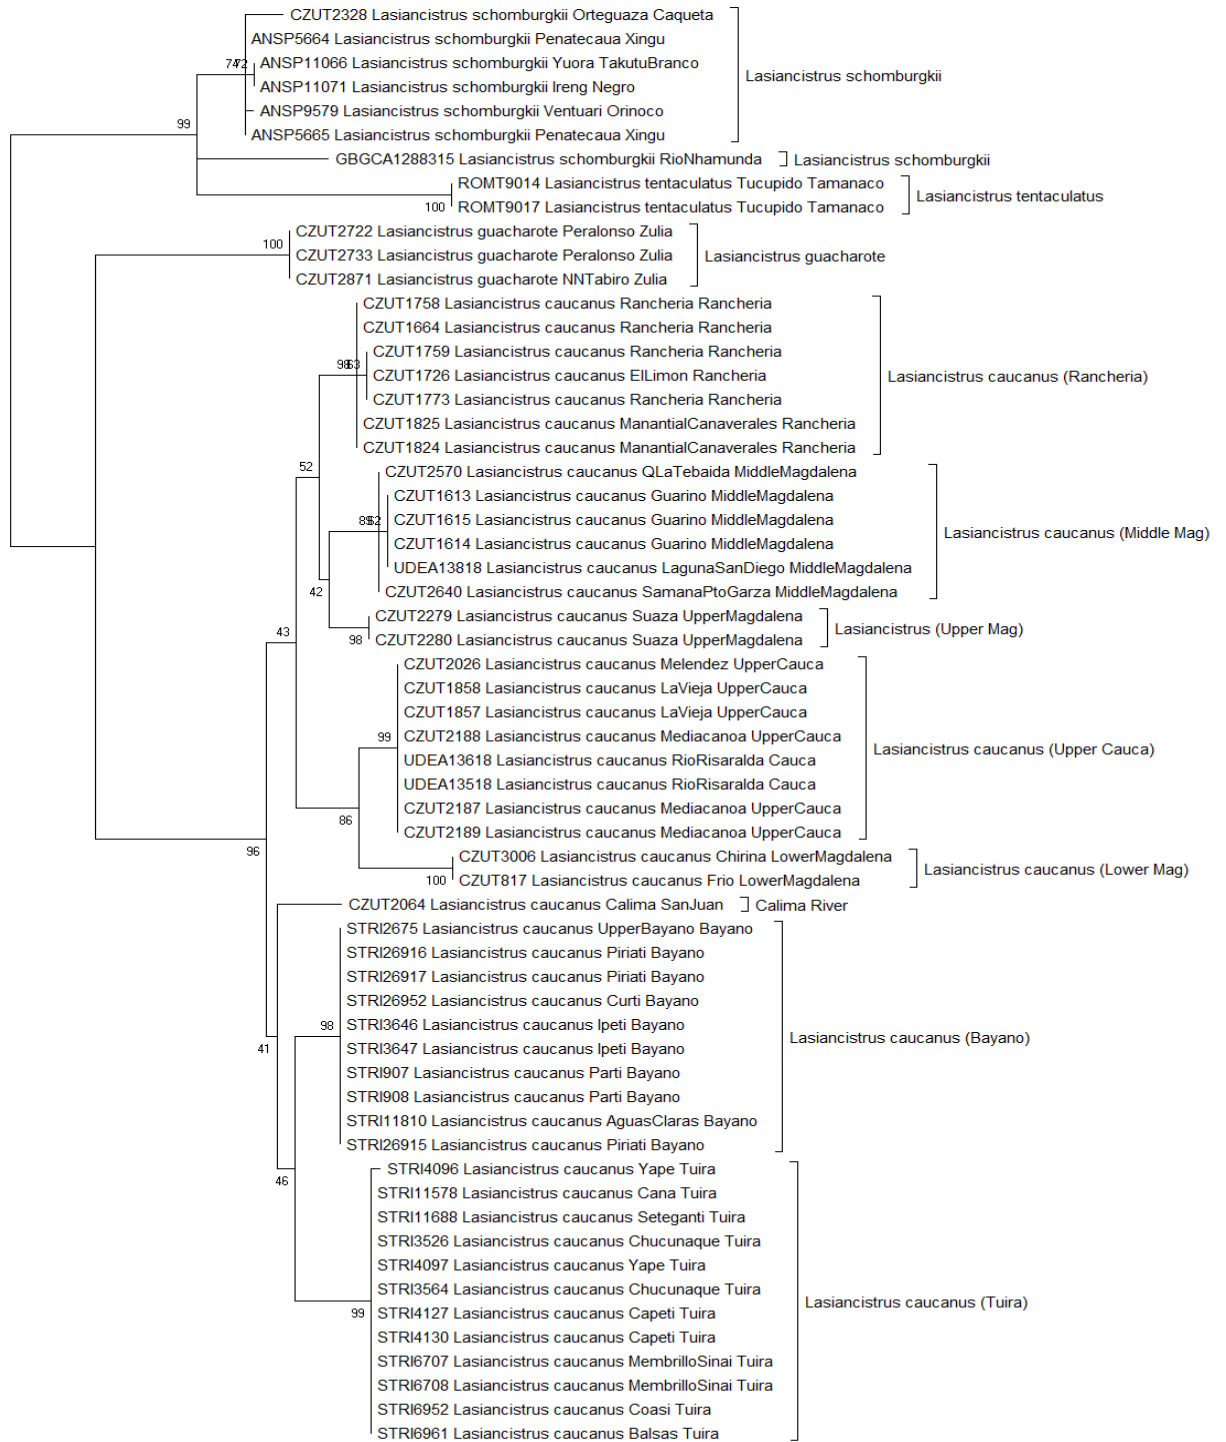 CZUT2328 Lasiancistrus schomburgkii Orteguaza Caqueta
ANSP5664 Lasiancistrus schomburgkii Penatecaua Xingu
7472
ANSP11066 Lasiancistrus schomburgkii Yuora TakutuBranco
Lasiancistrus schomburgkii
ANSP11071 Lasiancistrus schomburgkii Ireng Negro
ANSP9579 Lasiancistrus schomburgkii Ventuari Orinoco
99
ANSP5665 Lasiancistrus schomburgkii Penatecaua Xingu
GBGCA1288315 Lasiancistrus schomburgkii RioNhamunda
Lasiancistrus schomburgkii
ROMT9014 Lasiancistrus tentaculatus Tucupido Tamanaco
Lasiancistrus tentaculatus
100
ROMT9017 Lasiancistrus tentaculatus Tucupido Tamanaco
CZUT2722 Lasiancistrus guacharote Peralonso Zulia
100
CZUT2733 Lasiancistrus guacharote Peralonso Zulia
Lasiancistrus guacharote
CZUT2871 Lasiancistrus guacharote NNTabiro Zulia
CZUT1758 Lasiancistrus caucanus Rancheria Rancheria
CZUT1664 Lasiancistrus caucanus Rancheria Rancheria
CZUT1759 Lasiancistrus caucanus Rancheria Rancheria
63
CZUT1726 Lasiancistrus caucanus ElLimon Rancheria
Lasiancistrus caucanus (Rancheria)
CZUT1773 Lasiancistrus caucanus Rancheria Rancheria
CZUT1825 Lasiancistrus caucanus ManantialCanaverales Rancheria
CZUT1824 Lasiancistrus caucanus ManantialCanaverales Rancheria
52
CZUT2570 Lasiancistrus caucanus QLaTebaida MiddleMagdalena
CZUT1613 Lasiancistrus caucanus Guarino MiddleMagdalena
62
CZUT1615 Lasiancistrus caucanus Guarino MiddleMagdalena
Lasiancistrus caucanus (Middle Mag)
CZUT1614 Lasiancistrus caucanus Guarino MiddleMagdalena
UDEA13818 Lasiancistrus caucanus LagunaSanDiego MiddleMagdalena
42
CZUT2640 Lasiancistrus caucanus SamanaPtoGarza MiddleMagdalena
CZUT2279 Lasiancistrus caucanus Suaza UpperMagdalena
Lasiancistrus (Upper Mag)
43
98
CZUT2280 Lasiancistrus caucanus Suaza UpperMagdalena
CZUT2026 Lasiancistrus caucanus Melendez UpperCauca
CZUT1858 Lasiancistrus caucanus LaVieja UpperCauca
CZUT1857 Lasiancistrus caucanus LaVieja UpperCauca
99
CZUT2188 Lasiancistrus caucanus Mediacanoa UpperCauca
Lasiancistrus caucanus (Upper Cauca)
UDEA13618 Lasiancistrus caucanus RioRisaralda Cauca
UDEA13518 Lasiancistrus caucanus RioRisaralda Cauca
CZUT2187 Lasiancistrus caucanus Mediacanoa UpperCauca
86
CZUT2189 Lasiancistrus caucanus Mediacanoa UpperCauca
96
CZUT3006 Lasiancistrus caucanus Chirina LowerMagdalena
Lasiancistrus caucanus (Lower Mag)
100
CZUT817 Lasiancistrus caucanus Frio LowerMagdalena
CZUT2064 Lasiancistrus caucanus Calima SanJuan
Calima River
STRI2675 Lasiancistrus caucanus UpperBayano Bayano
STRI26916 Lasiancistrus caucanus Piriati Bayano
STRI26917 Lasiancistrus caucanus Piriati Bayano
STRI26952 Lasiancistrus caucanus Curti Bayano
98
STRI3646 Lasiancistrus caucanus Ipeti Bayano
Lasiancistrus caucanus (Bayano)
41
STRI3647 Lasiancistrus caucanus Ipeti Bayano
STRI907 Lasiancistrus caucanus Parti Bayano
STRI908 Lasiancistrus caucanus Parti Bayano
STRI11810 Lasiancistrus caucanus AguasClaras Bayano
STRI26915 Lasiancistrus caucanus Piriati Bayano
STRI4096 Lasiancistrus caucanus Yape Tuira
46
STRI11578 Lasiancistrus caucanus Cana Tuira
STRI11688 Lasiancistrus caucanus Seteganti Tuira
STRI3526 Lasiancistrus caucanus Chucunaque Tuira
STRI4097 Lasiancistrus caucanus Yape Tuira
STRI3564 Lasiancistrus caucanus Chucunaque Tuira
Lasiancistrus caucanus (Tuira)
99
STRI4127 Lasiancistrus caucanus Capeti Tuira
STRI4130 Lasiancistrus caucanus Capeti Tuira
STRI6707 Lasiancistrus caucanus MembrilloSinai Tuira
STRI6708 Lasiancistrus caucanus MembrilloSinai Tuira
STRI6952 Lasiancistrus caucanus Coasi Tuira
STRI6961 Lasiancistrus caucanus Balsas Tuira